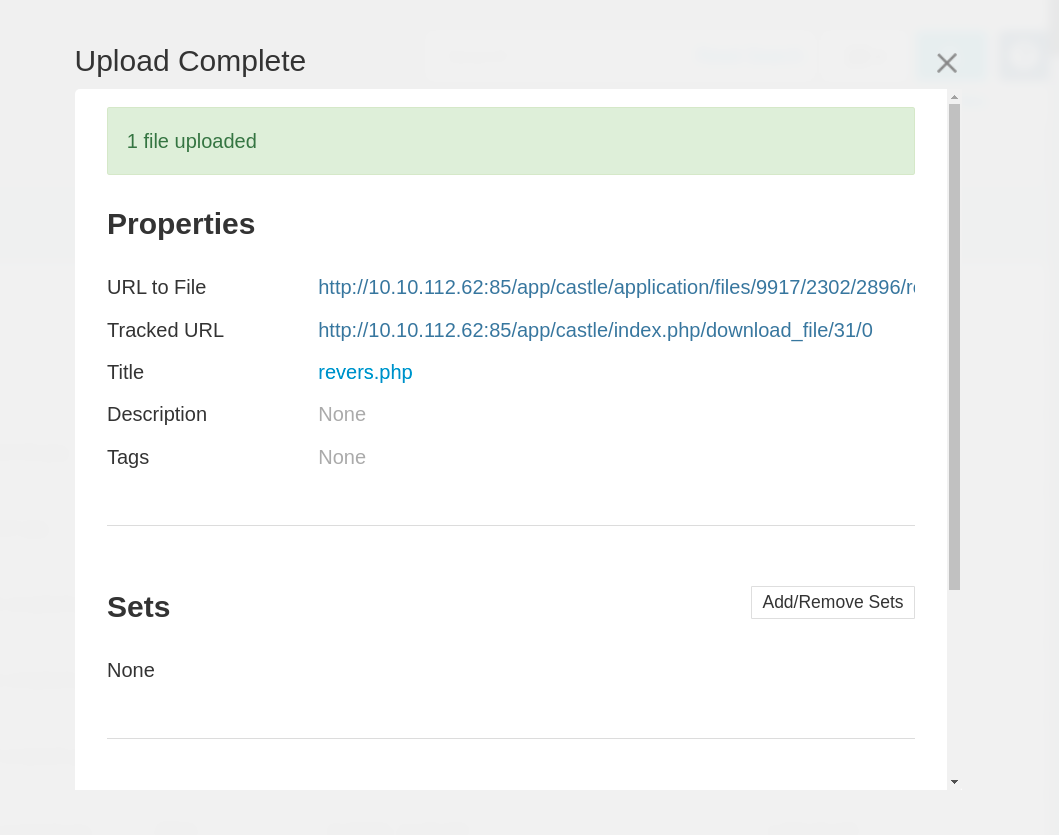 Upload Complete
1 file uploaded
Properties
URL to File http://10.10.112.62:85/app/castle/application/files/9917/2302/2896/re
Tracked URL http://10.10.112.62:85/app/castle/index.php/download_file/31/0
Title revers.php
Description None
Tags None
Sets Add/Remove Sets
None